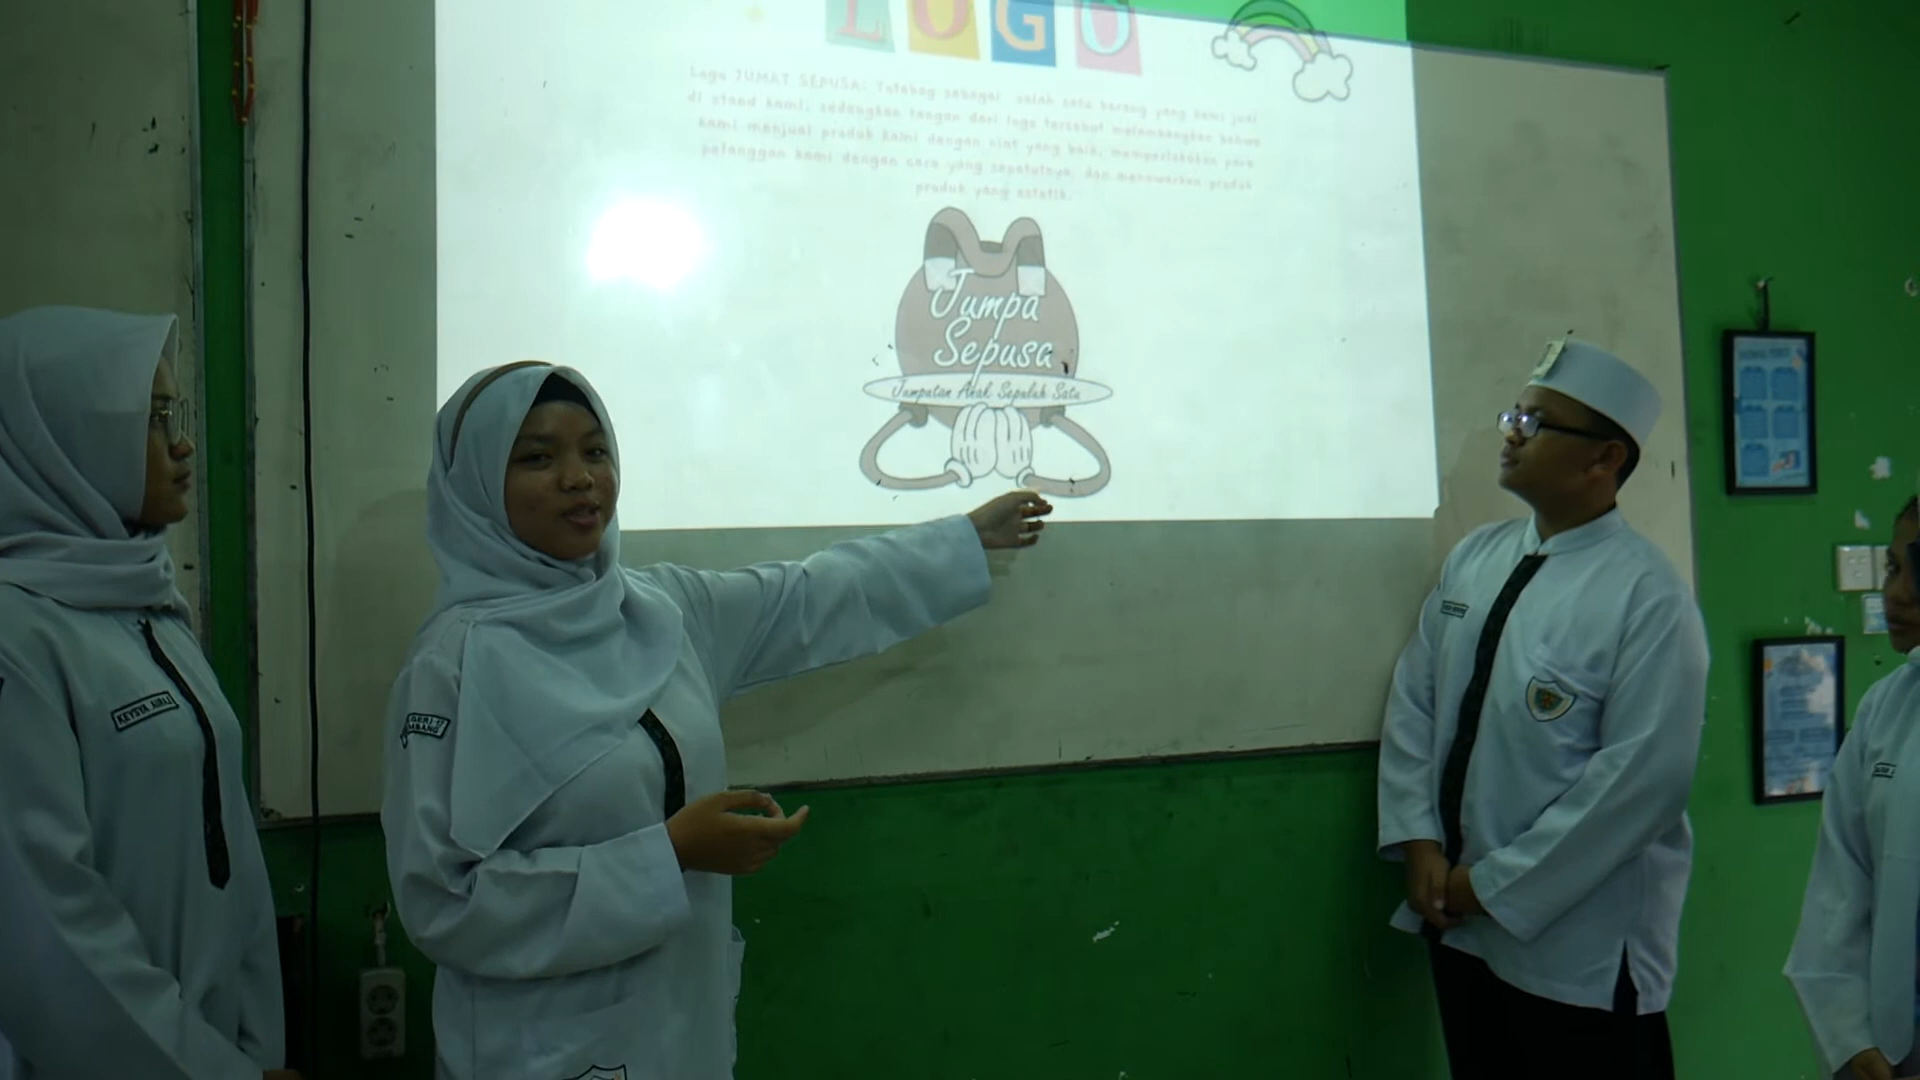 LOGO
Logo JUMAT SEPUSA: Totebag sebagai salah satu barang yang kami jual
di stand kami, sedangkan tangan dari logo tersebut melambangkan bahwa
kami menjual produk kami dengan niat yang baik, memperlakukan para
pelanggan kami dengan cara yang sepatutnya, dan menawarkan produk
produk yang estetik.
Jumpa
Sepusa
Jumputan Anak Sepuluh Satu
KEYSYA